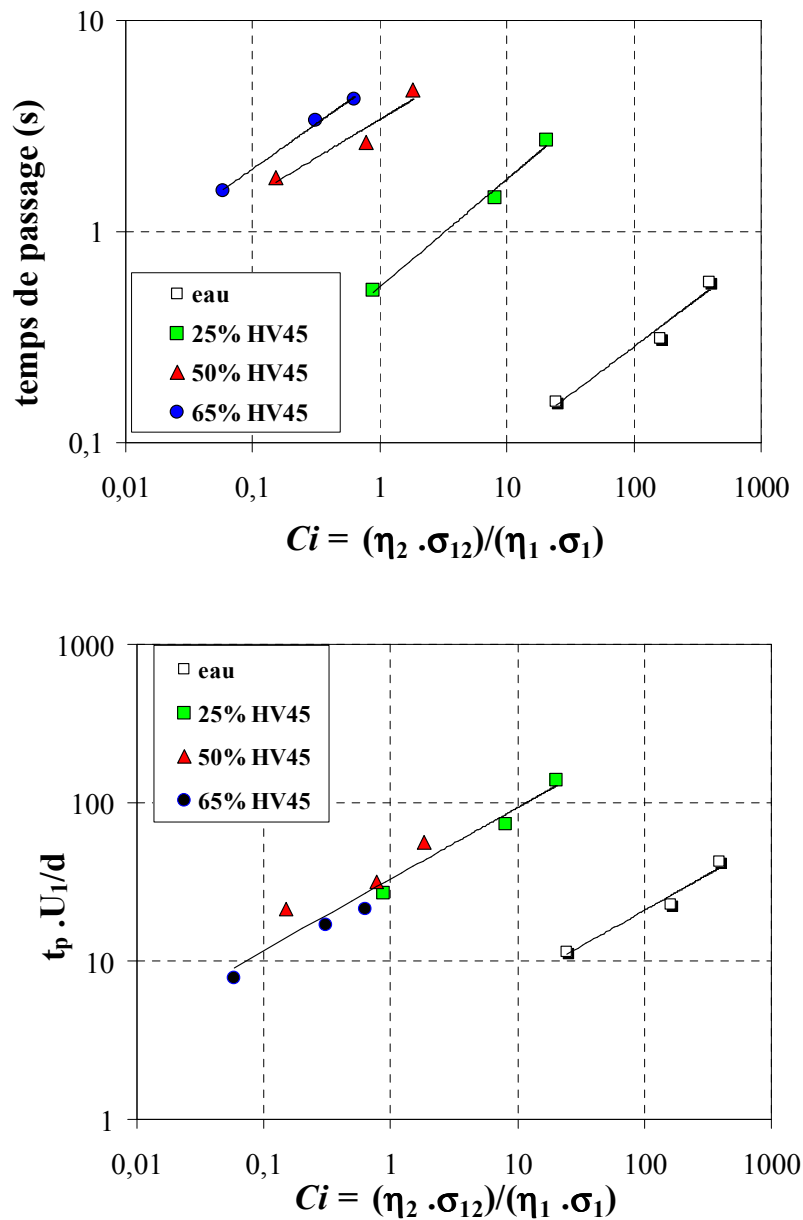 10
1
0,1
temps de passage (s)
eau
25% HV45
50% HV45
65% HV45
0,01 0,1 1 10 100 1000
Ci = (η₂ .σ₁₂)/(η₁ .σ₁)
1000
100
10
1
tₚ .U₁/d
eau
25% HV45
50% HV45
65% HV45
0,01 0,1 1 10 100 1000
Ci = (η₂ .σ₁₂)/(η₁ .σ₁)